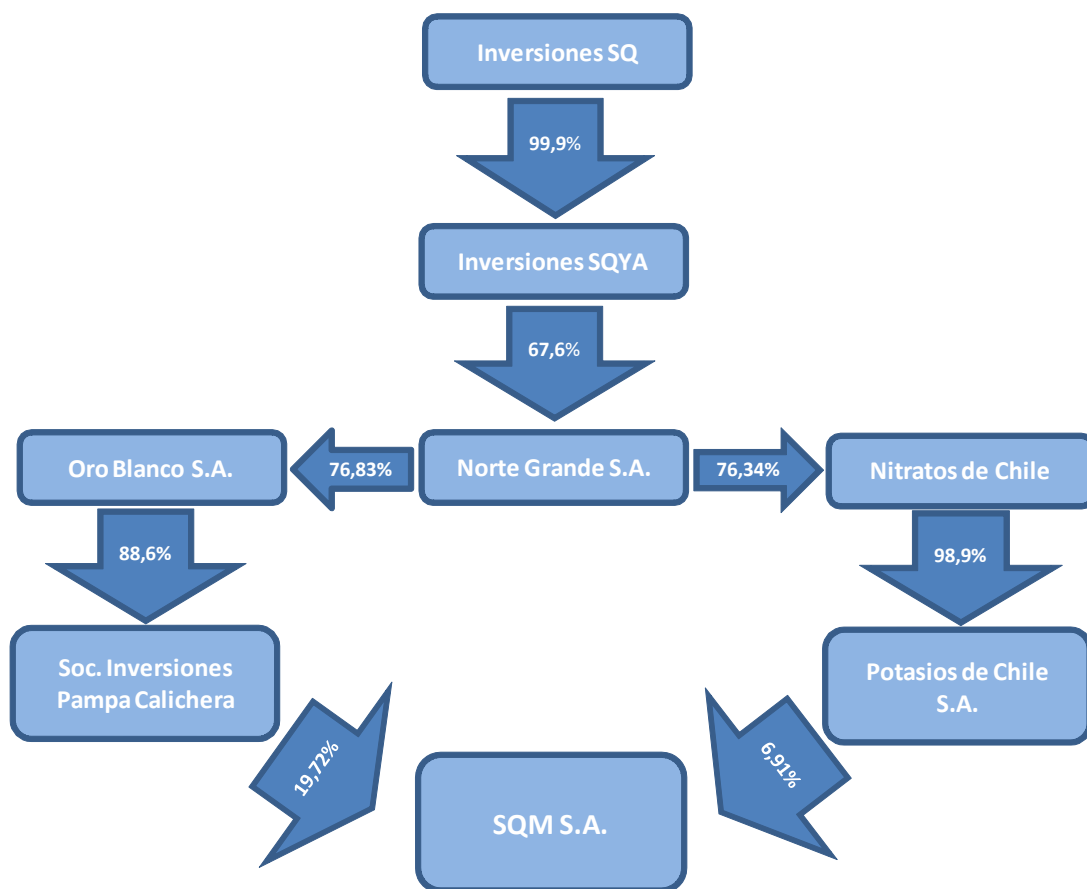 Inversiones SQ
99,9%
Inversiones SQYA
67,6%
Oro Blanco S.A.
76,83%
Norte Grande S.A.
76,34%
Nitratos de Chile
88,6%
98,9%
Soc. Inversiones
Pampa Calichera
Potasios de Chile
S.A.
19,72%
6,91%
SQM S.A.